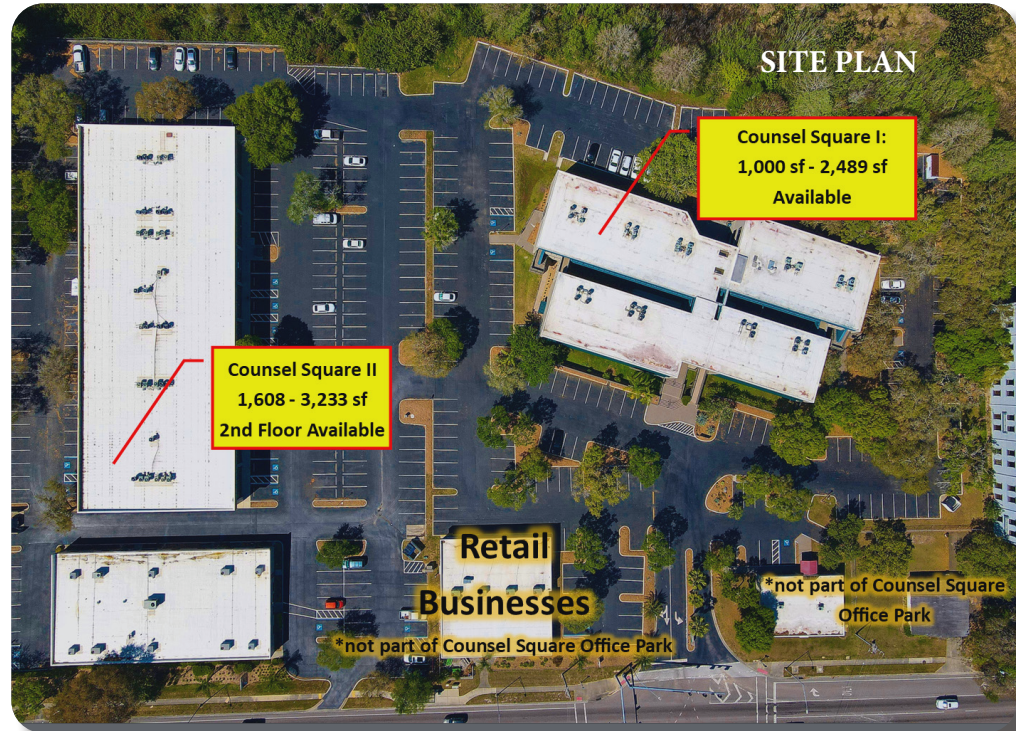 SITE PLAN
Counsel Square I:
1,000 sf - 2,489 sf
Available
Counsel Square II
1,608 - 3,233 sf
2nd Floor Available
Retail
Businesses
*not part of Counsel Square Office Park
*not part of Counsel Square
Office Park